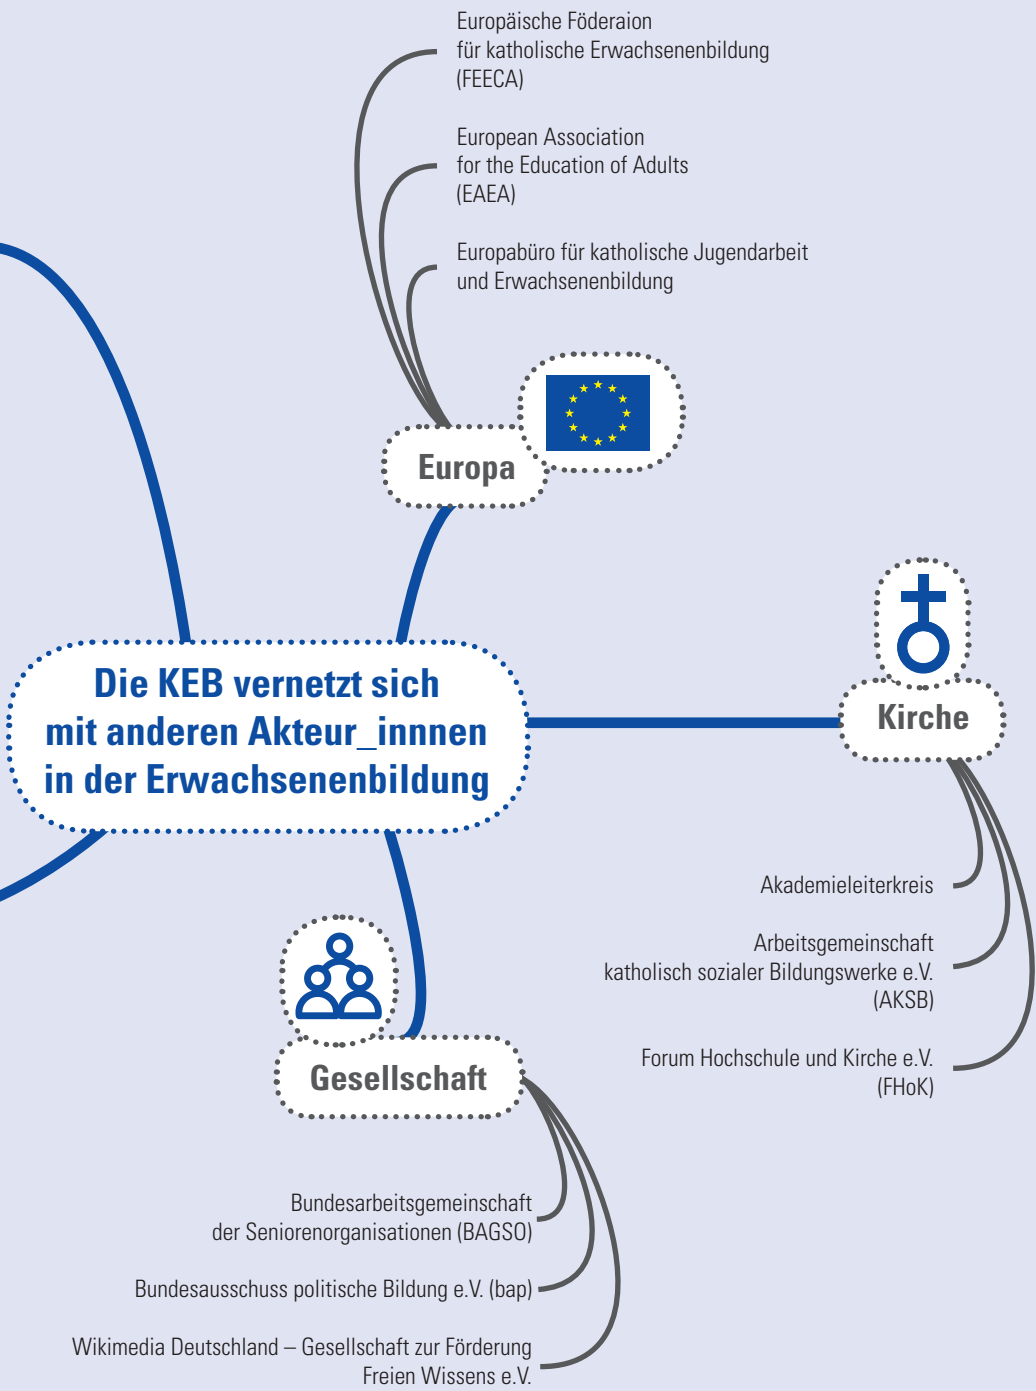 Europäische Föderaion
für katholische Erwachsenenbildung
(FEECA)
European Association
for the Education of Adults
(EAEA)
Europabüro für katholische Jugendarbeit
und Erwachsenenbildung
Europa
Die KEB vernetzt sich
mit anderen Akteur_innnen
in der Erwachsenenbildung
Kirche
Akademieleiterkreis
Arbeitsgemeinschaft
katholisch sozialer Bildungswerke e.V.
(AKSB)
Forum Hochschule und Kirche e.V.
(FHoK)
Gesellschaft
Bundesarbeitsgemeinschaft
der Seniorenorganisationen (BAGSO)
Bundesausschuss politische Bildung e.V. (bap)
Wikimedia Deutschland – Gesellschaft zur Förderung
Freien Wissens e.V.